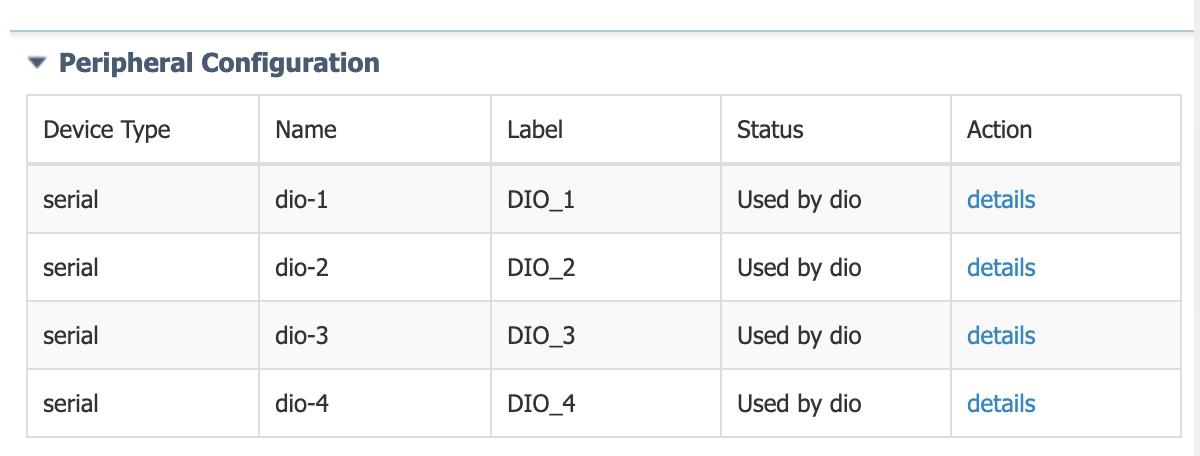 Peripheral Configuration
Device Type Name Label Status Action
serial dio-1 DIO_1 Used by dio details
serial dio-2 DIO_2 Used by dio details
serial dio-3 DIO_3 Used by dio details
serial dio-4 DIO_4 Used by dio details